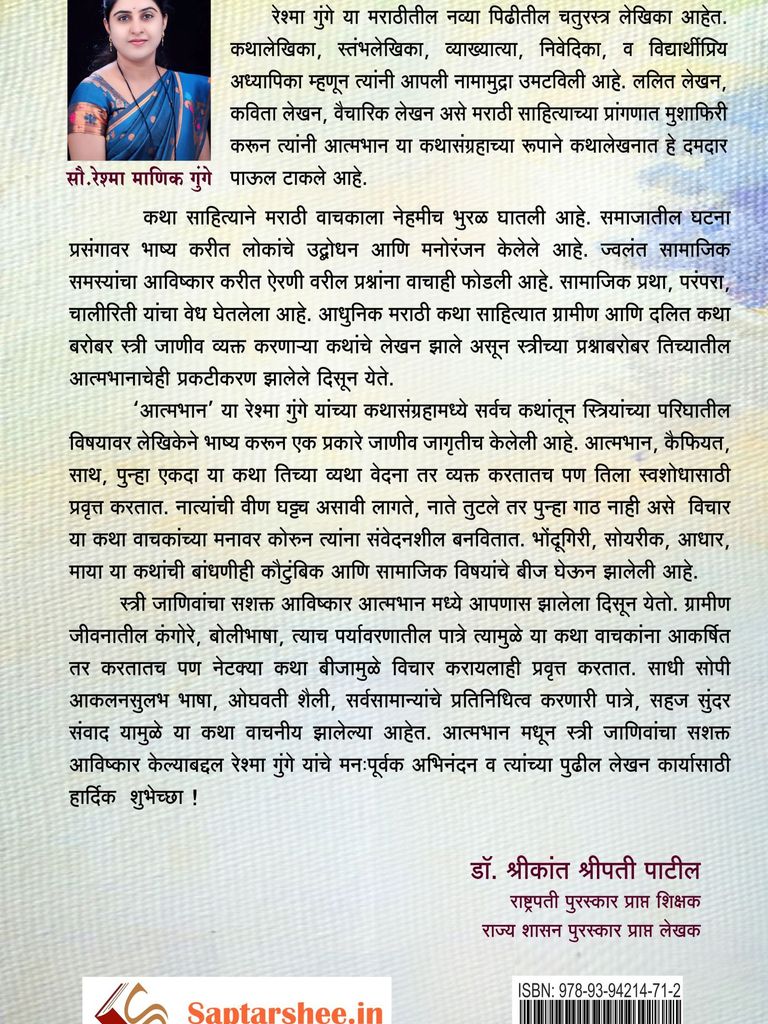 रेश्मा गुंगे या मराठीतील नव्या पिढीतील चतुरस्त्र लेखिका आहेत.
कथालेखिका, स्तंभलेखिका, व्याख्यात्या, निवेदिका, व विद्यार्थीप्रिय
अध्यापिका म्हणून त्यांनी आपली नाममुद्रा उमटविली आहे. ललित लेखन,
कविता लेखन, वैचारिक लेखन असे मराठी साहित्याच्या प्रांगणात मुशाफिरी
करून त्यांनी आत्मभान या कथासंग्रहाच्या रूपाने कथालेखनात हे दमदार
पाऊल टाकले आहे.
सौ.रेश्मा माणिक गुंगे
कथा साहित्याने मराठी वाचकाला नेहमीच भुरळ घातली आहे. समाजातील घटना
प्रसंगावर भाष्य करीत लोकांचे उद्बोधन आणि मनोरंजन केलेले आहे. ज्वलंत सामाजिक
समस्यांचा आविष्कार करीत ऐरणी वरील प्रश्नांना वाचाही फोडली आहे. सामाजिक प्रथा, परंपरा,
चालीरिती यांचा वेध घेतलेला आहे. आधुनिक मराठी कथा साहित्यात ग्रामीण आणि दलित कथा
बरोबर स्त्री जाणीव व्यक्त करणाऱ्या कथांचे लेखन झाले असून स्त्रीच्या प्रश्नाबरोबर तिच्यातील
आत्मभानाचेही प्रकटीकरण झालेले दिसून येते.
‘आत्मभान’ या रेश्मा गुंगे यांच्या कथासंग्रहामध्ये सर्वच कथांतून स्त्रियांच्या परिघातील
विषयावर लेखिकेने भाष्य करून एक प्रकारे जाणीव जागृतीच केलेली आहे. आत्मभान, कैफियत,
साथ, पुन्हा एकदा या कथा तिच्या व्यथा वेदना तर व्यक्त करतातच पण तिला स्वशोधासाठी
प्रवृत्त करतात. नात्यांची वीण घट्टच असावी लागते, नाते तुटले तर पुन्हा गाठ नाही असे विचार
या कथा वाचकांच्या मनावर कोरुन त्यांना संवेदनशील बनवितात. भोंदूगिरी, सोयरीक, आधार,
माया या कथांची बांधणीही कौटुंबिक आणि सामाजिक विषयांचे बीज घेऊन झालेली आहे.
स्त्री जाणिवांचा सशक्त आविष्कार आत्मभान मध्ये आपणास झालेला दिसून येतो. ग्रामीण
जीवनातील कंगोरे, बोलीभाषा, त्याच पर्यावरणातील पात्रे त्यामुळे या कथा वाचकांना आकर्षित
तर करतातच पण नेटक्या कथा बीजामुळे विचार करायलाही प्रवृत्त करतात. साधी सोपी
आकलनसुलभ भाषा, ओघवती शैली, सर्वसामान्यांचे प्रतिनिधित्व करणारी पात्रे, सहज सुंदर
संवाद यामुळे या कथा वाचनीय झालेल्या आहेत. आत्मभान मधून स्त्री जाणिवांचा सशक्त
आविष्कार केल्याबद्दल रेश्मा गुंगे यांचे मनःपूर्वक अभिनंदन व त्यांच्या पुढील लेखन कार्यासाठी
हार्दिक शुभेच्छा !
डॉ. श्रीकांत श्रीपती पाटील
राष्ट्रपती पुरस्कार प्राप्त शिक्षक
राज्य शासन पुरस्कार प्राप्त लेखक
Saptarshee.in
ISBN: 978-93-94214-71-2